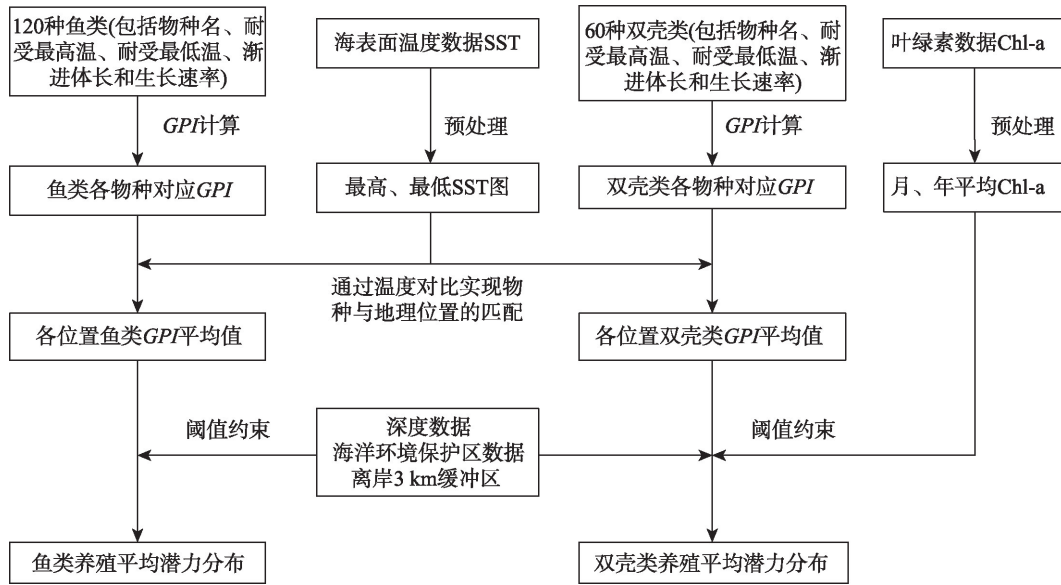 120种鱼类(包括物种名、耐
受最高温、耐受最低温、渐
进体长和生长速率)
海表面温度数据SST
60种双壳类(包括物种名、耐
受最高温、耐受最低温、渐
进体长和生长速率)
叶绿素数据Chl-a
GPI计算
预处理
GPI计算
预处理
鱼类各物种对应GPI
最高、最低SST图
双壳类各物种对应GPI
月、年平均Chl-a
通过温度对比实现物
种与地理位置的匹配
各位置鱼类GPI平均值
各位置双壳类GPI平均值
阈值约束
深度数据
海洋环境保护区数据
离岸3 km缓冲区
阈值约束
鱼类养殖平均潜力分布
双壳类养殖平均潜力分布